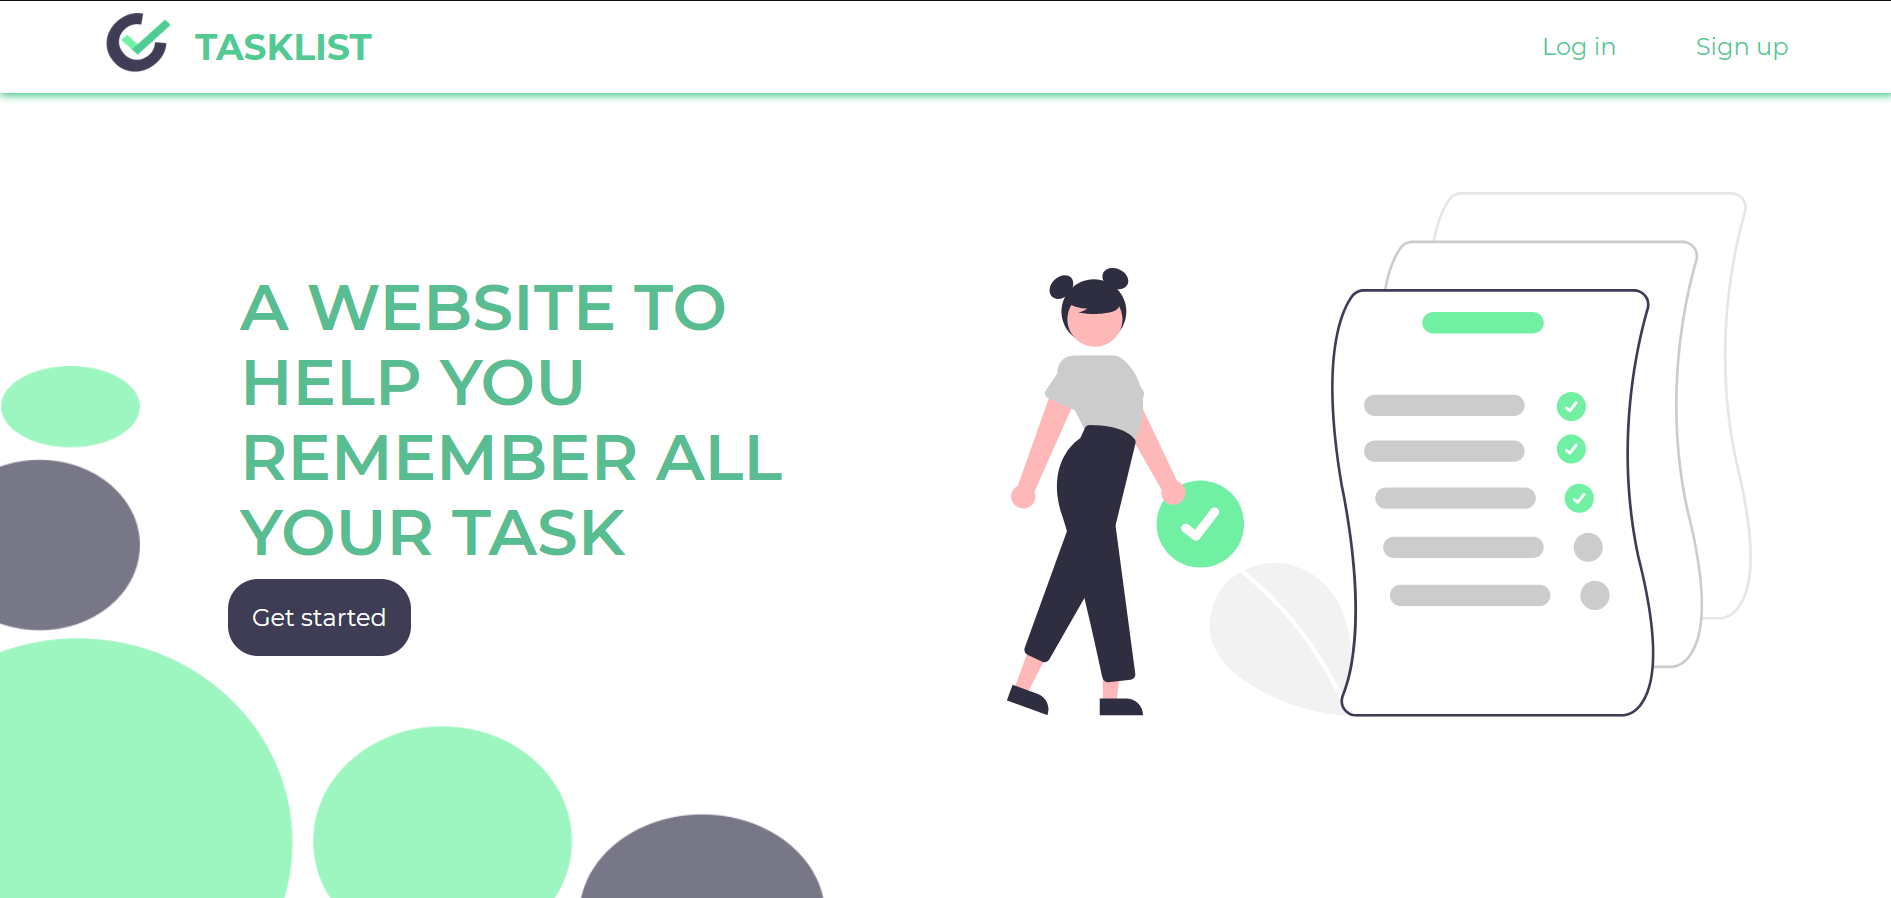 TASKLIST
Log in
Sign up
A WEBSITE TO
HELP YOU
REMEMBER ALL
YOUR TASK
Get started